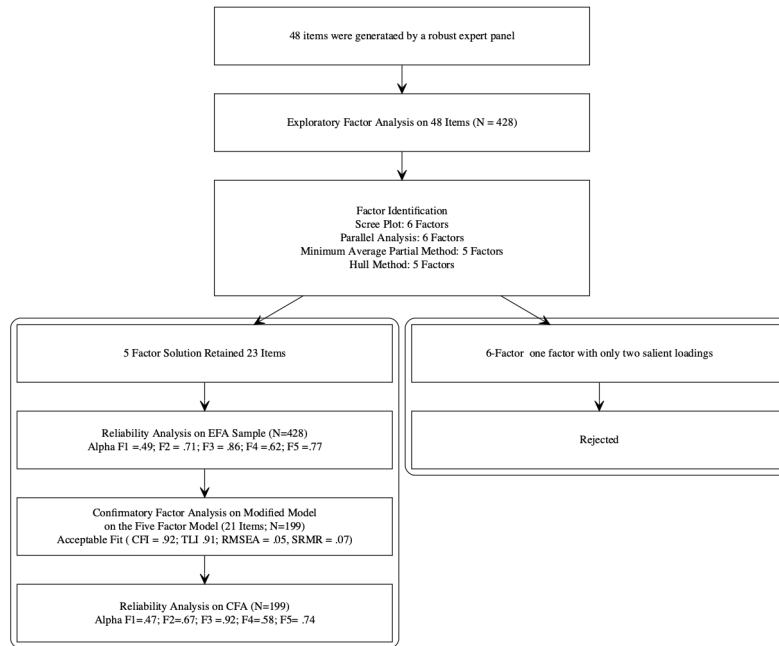 48 items were generataed by a robust expert panel
Exploratory Factor Analysis on 48 Items (N = 428)
Factor Identification
Scree Plot: 6 Factors
Parallel Analysis: 6 Factors
Minimum Average Partial Method: 5 Factors
Hull Method: 5 Factors
5 Factor Solution Retained 23 Items
Reliability Analysis on EFA Sample (N=428)
Alpha F1 =.49; F2 = .71; F3 = .86; F4 =.62; F5 =.77
Confirmatory Factor Analysis on Modified Model
on the Five Factor Model (21 Items; N=199)
Acceptable Fit ( CFI = .92; TLI .91; RMSEA = .05, SRMR = .07)
Reliability Analysis on CFA (N=199)
Alpha F1=.47; F2=.67; F3 =.92; F4=.58; F5= .74
6-Factor  one factor with only two salient loadings
Rejected